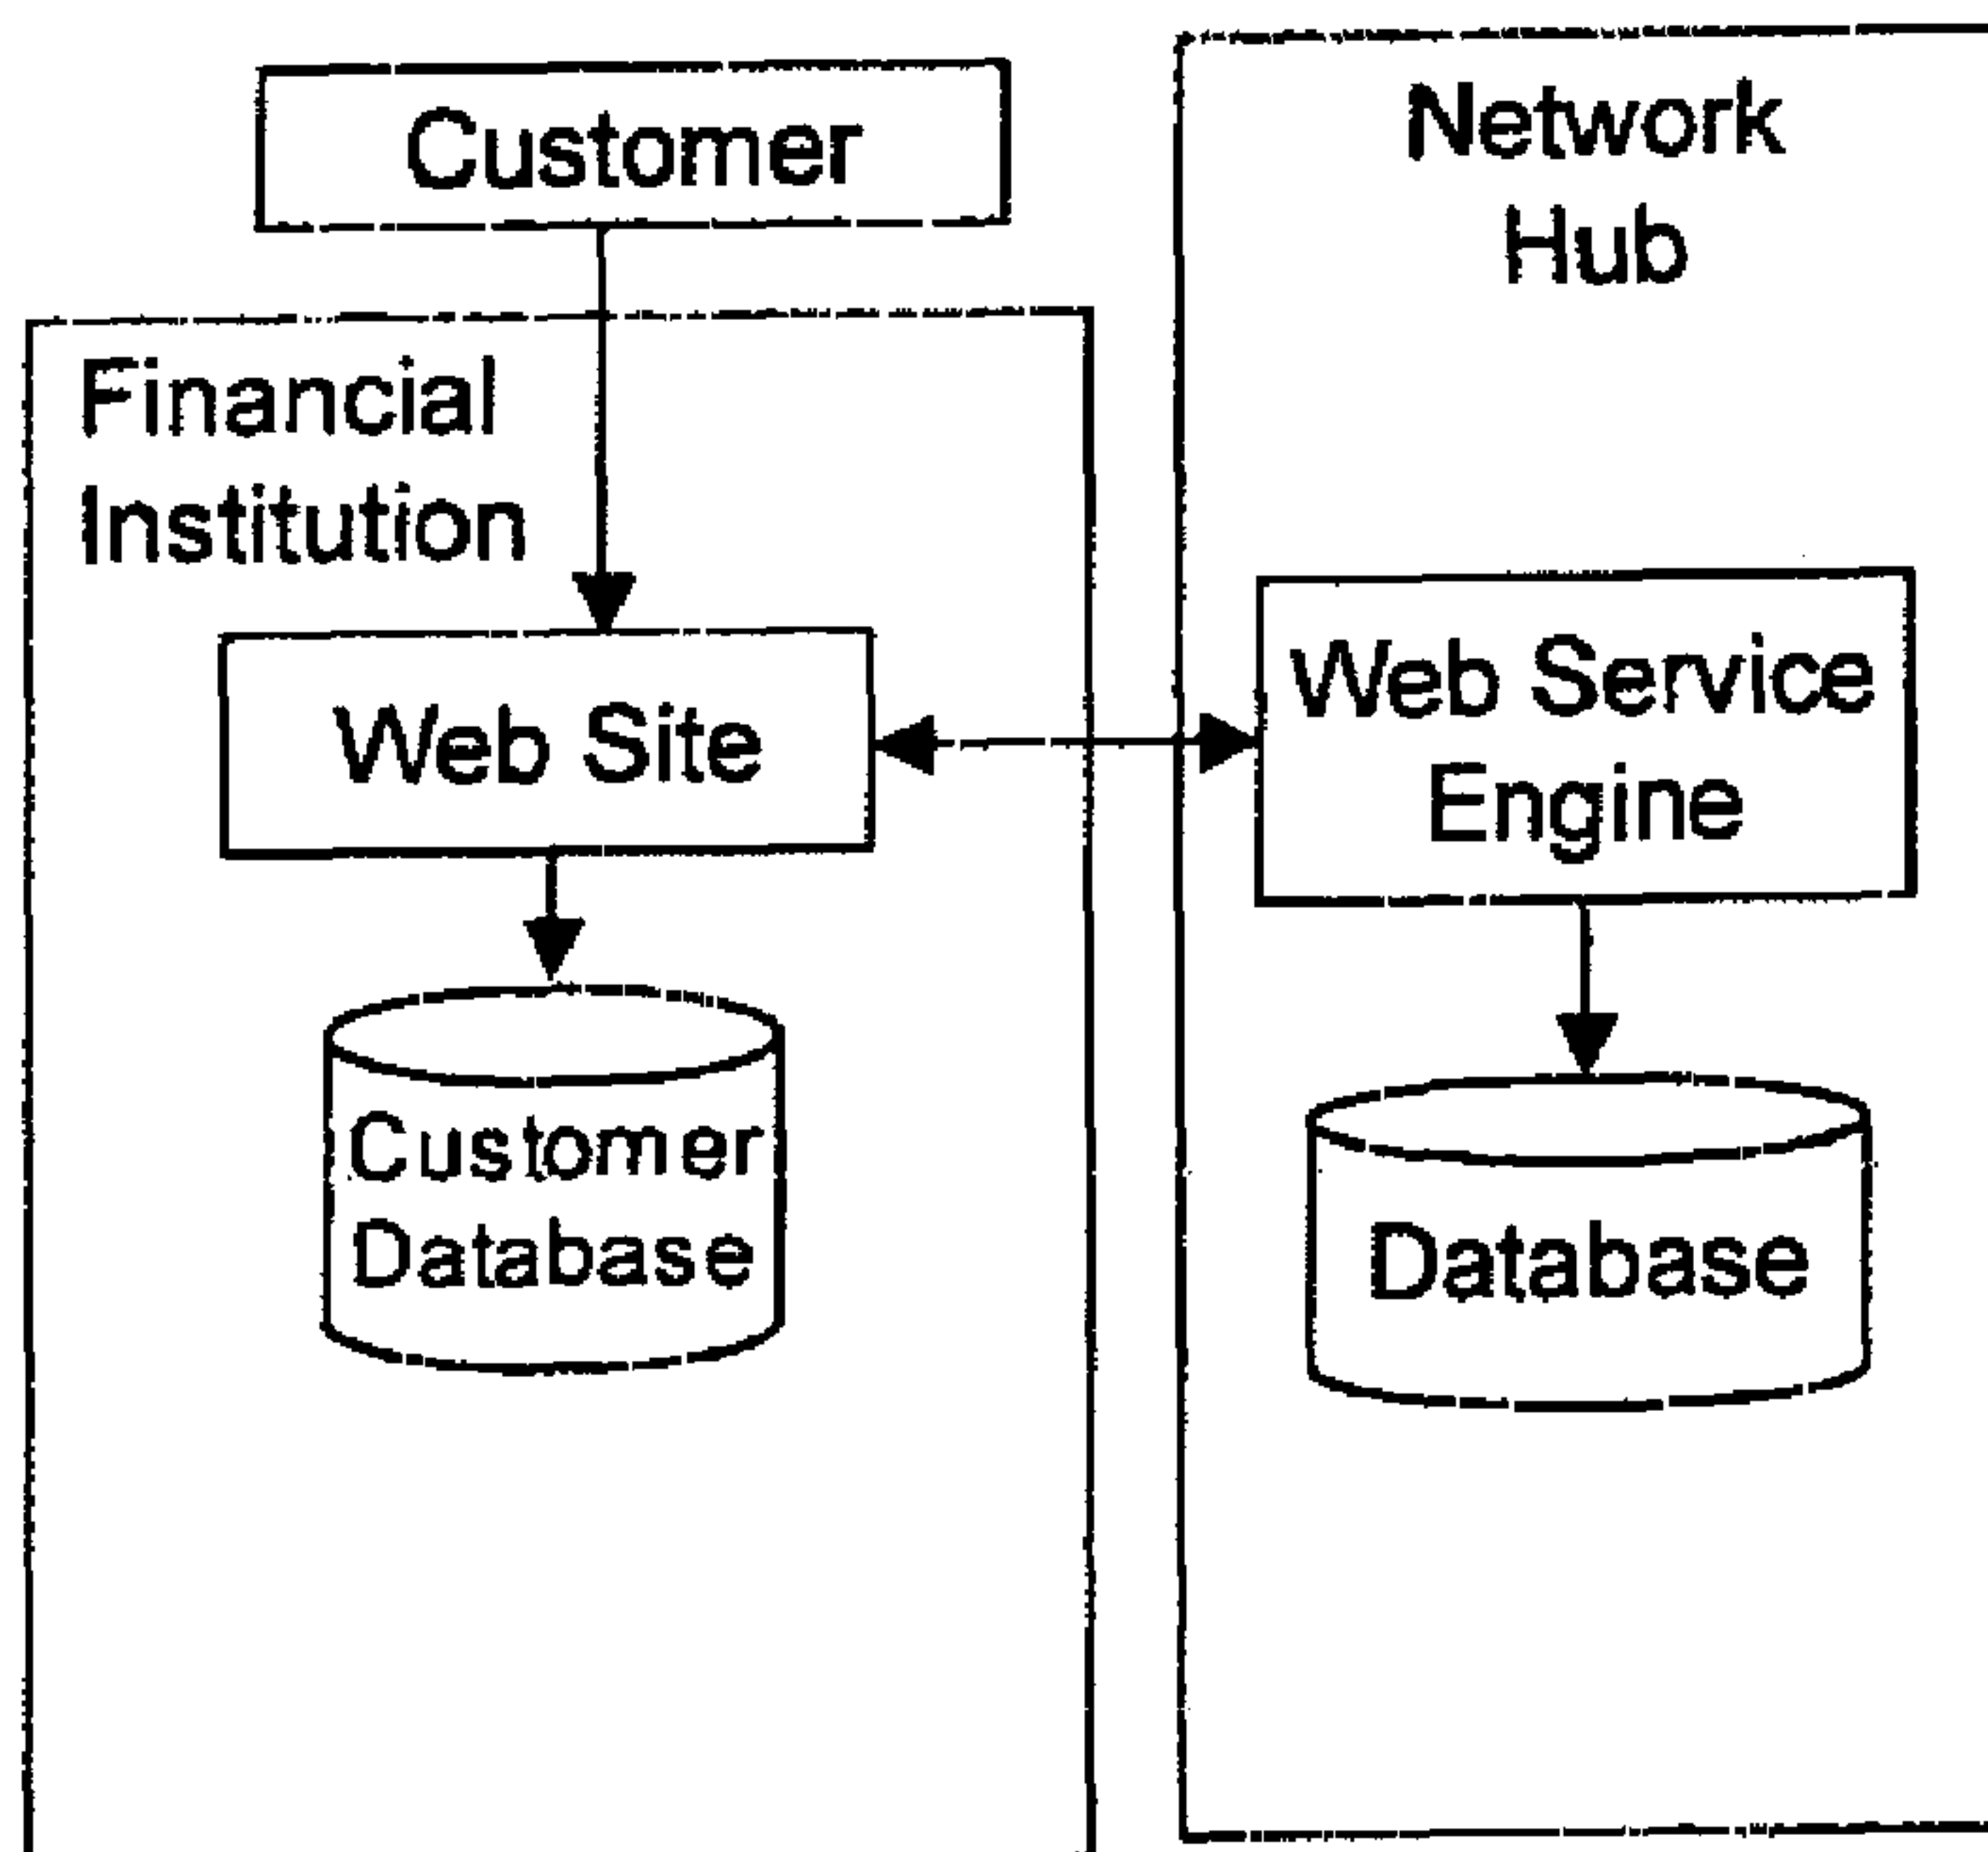 Customer
Financial
Institution
Web Site
Customer
Database
Network
Hub
Web Service
Engine
Database